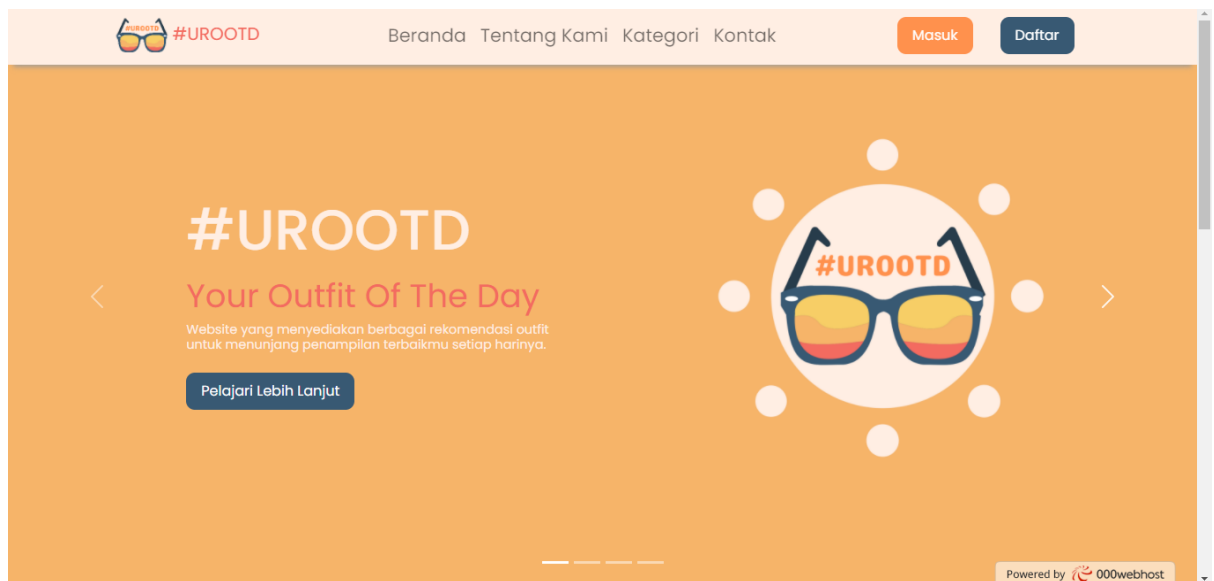 #UROOTD
#UROOTD
Beranda Tentang Kami Kategori Kontak
Masuk
Daftar
#UROOTD
Your Outfit Of The Day
Website yang menyediakan berbagai rekomendasi outfit
untuk menunjang penampilan terbaikmu setiap harinya.
Pelajari Lebih Lanjut
#UROOTD
Powered by 000webhost